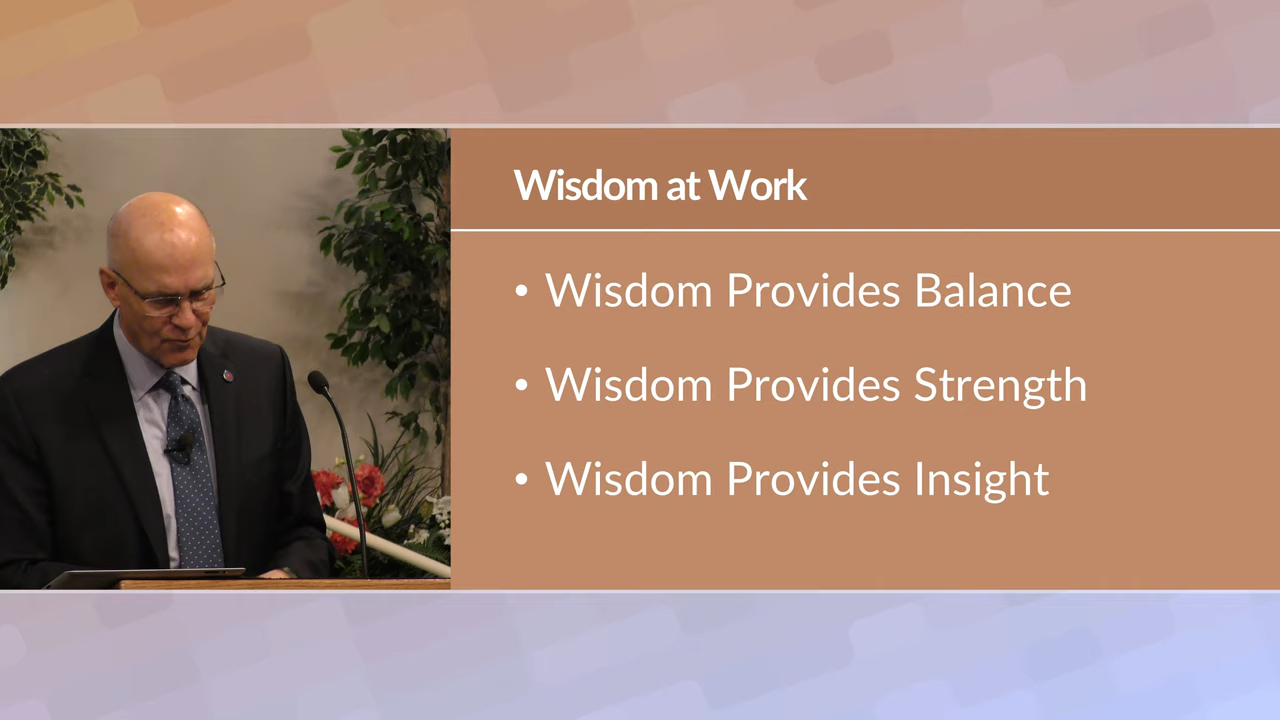 Wisdom at Work
• Wisdom Provides Balance
• Wisdom Provides Strength
• Wisdom Provides Insight